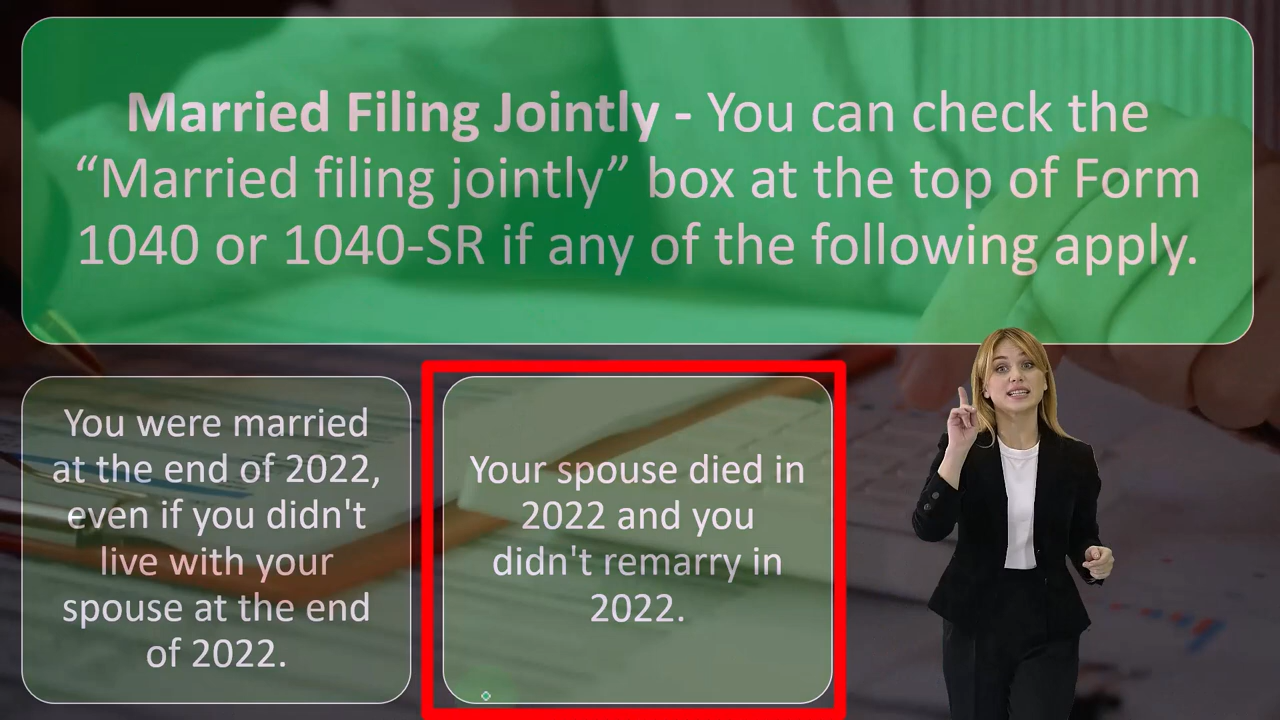 Married Filing Jointly - You can check the
“Married filing jointly” box at the top of Form
1040 or 1040-SR if any of the following apply.
You were married
at the end of 2022,
even if you didn't
live with your
spouse at the end
of 2022.
Your spouse died in
2022 and you
didn't remarry in
2022.